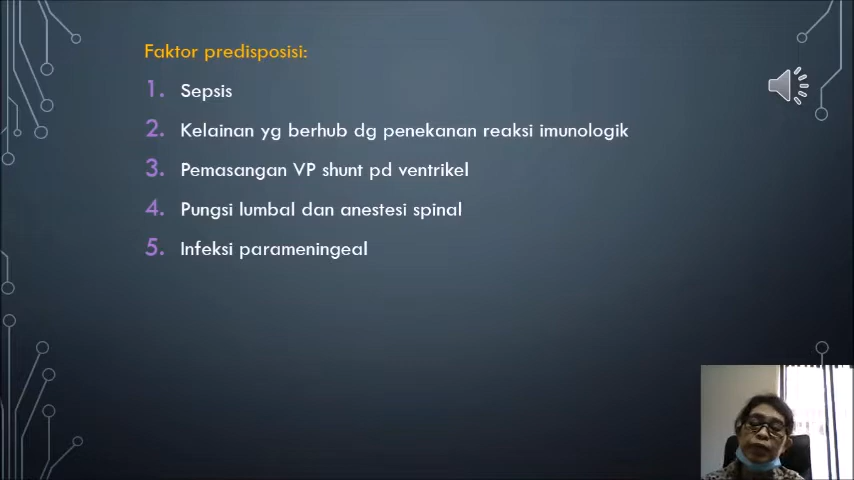 Faktor predisposisi:
1. Sepsis
2. Kelainan yg berhub dg penekanan reaksi imunologik
3. Pemasangan VP shunt pd ventrikel
4. Pungsi lumbal dan anestesi spinal
5. Infeksi parameningeal